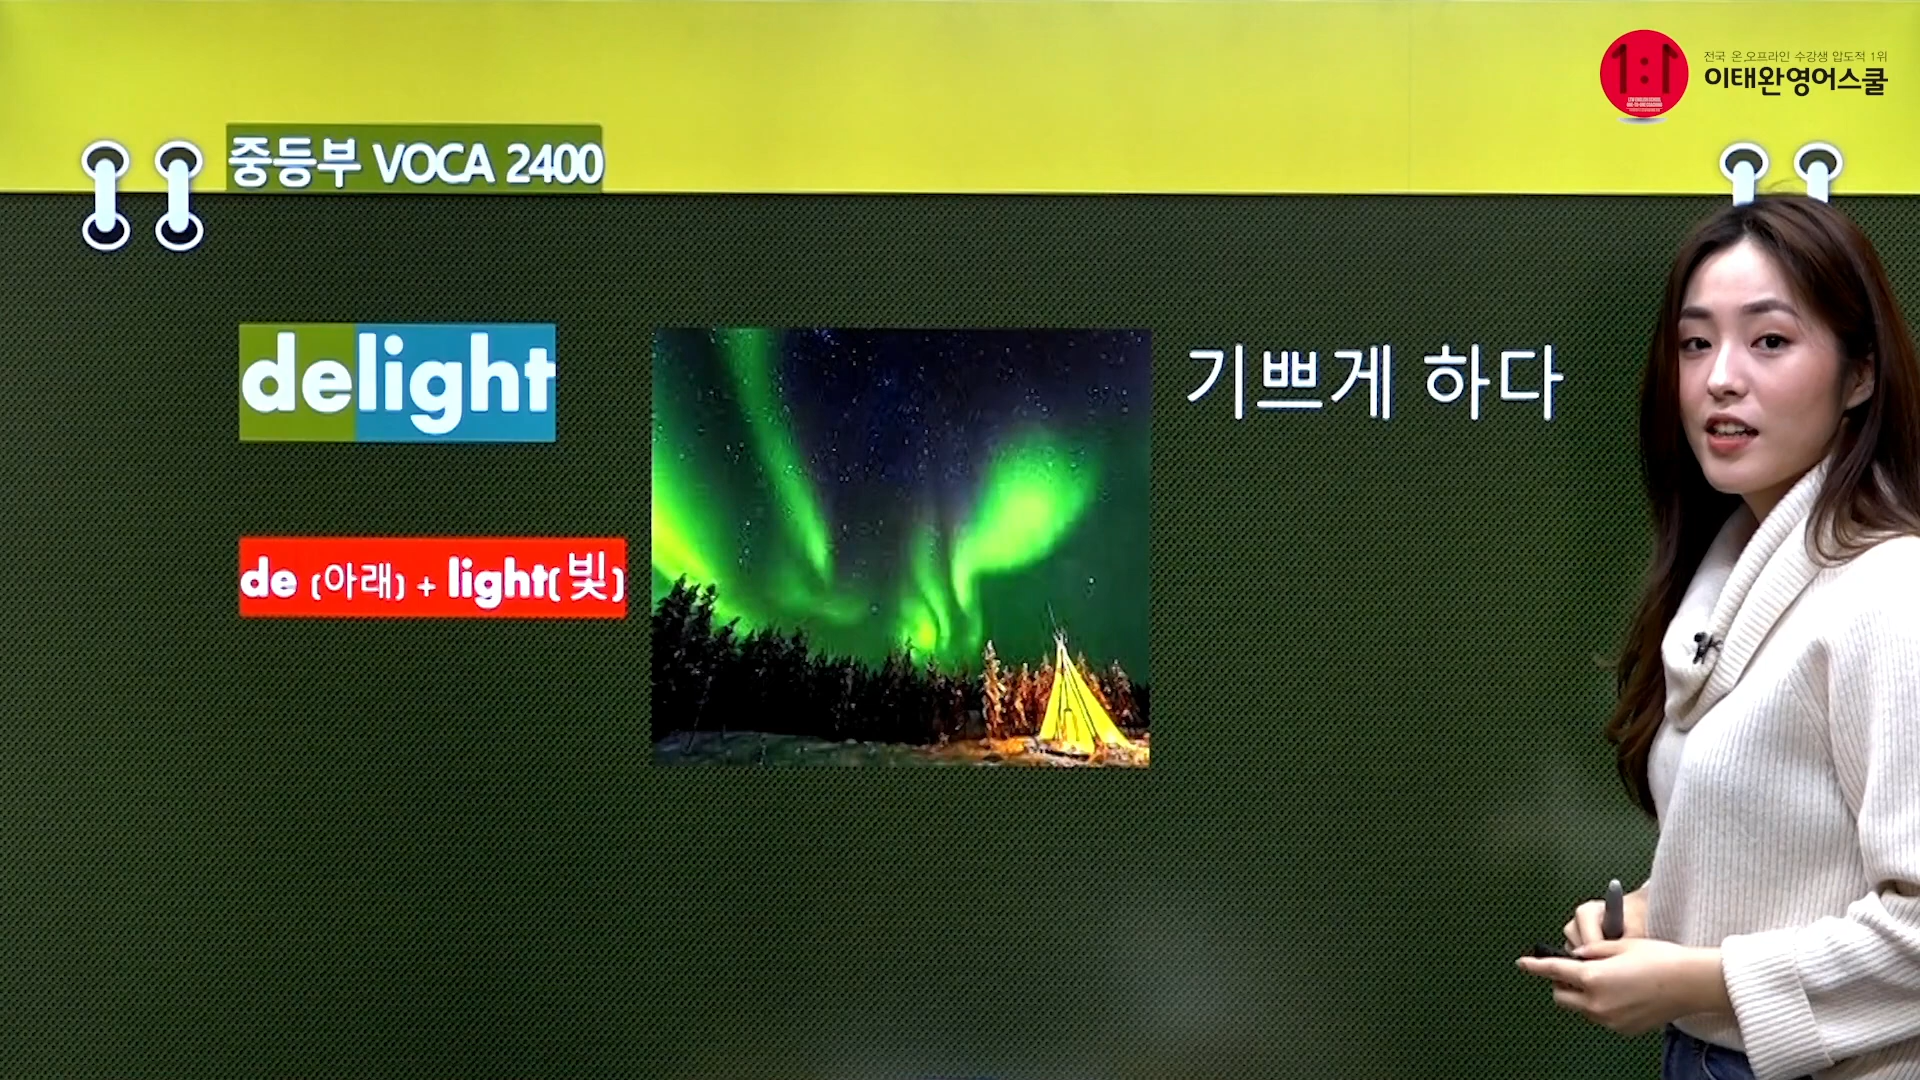 전국 온,오프라인 수강생 압도적 1위
1:1
이태완영어스쿨
중등부 VOCA 2400
delight
기쁘게 하다
de (아래) + light(빛)